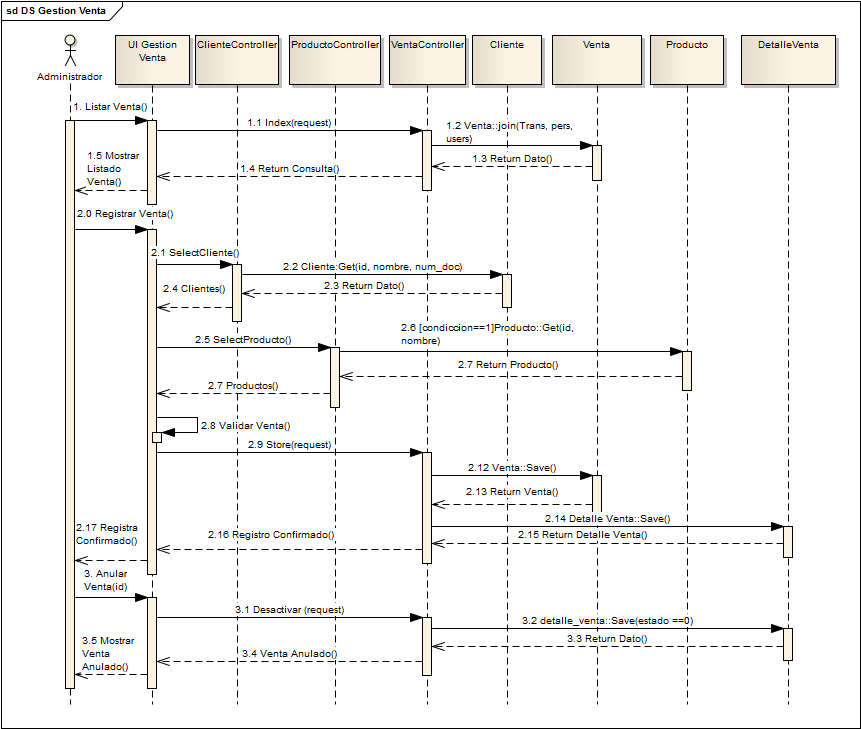 sd DS Gestion Venta
Administrador
UI Gestion
Venta
ClienteController
ProductoController
VentaController
Cliente
Venta
Producto
DetalleVenta
1. Listar Venta()
1.1 Index(request)
1.2 Venta::join(Trans, pers,
users)
1.3 Return Dato()
1.4 Return Consulta()
1.5 Mostrar
Listado
Venta()
2.0 Registrar Venta()
2.1 SelectCliente()
2.2 Cliente:Get(id, nombre, num_doc)
2.3 Return Dato()
2.4 Clientes()
2.5 SelectProducto()
2.6 [condiccion==1]Producto::Get(id,
nombre)
2.7 Return Producto()
2.7 Productos()
2.8 Validar Venta()
2.9 Store(request)
2.12 Venta::Save()
2.13 Return Venta()
2.14 Detalle Venta::Save()
2.15 Return Detalle Venta()
2.16 Registro Confirmado()
2.17 Registra
Confirmado()
3. Anular
Venta(id)
3.1 Desactivar (request)
3.2 detalle_venta::Save(estado ==0)
3.3 Return Dato()
3.4 Venta Anulado()
3.5 Mostrar
Venta
Anulado()